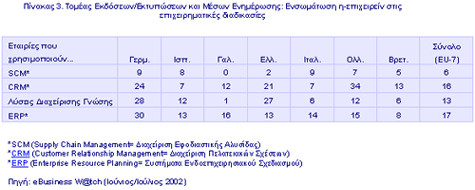 Πίνακας 3. Τομέας Εκδόσεων/Εκτυπώσεων και Μέσων Ενημέρωσης: Ενσωμάτωση η-επιχειρείν στις
επιχειρηματικές διαδικασίες
Εταιρίες που χρησιμοποιούν... Γερμ. Ισπ. Γαλ. Ελλ. Ιταλ. Ολλ. Βρετ. Σύνολο (EU-7)
SCM* 9 8 0 2 9 7 5 6
CRM* 24 7 12 21 7 34 13 16
Λύσεις Διαχείρισης Γνώσης 28 12 1 27 6 12 6 13
ERP* 30 13 16 13 14 15 8 17
*SCM (Supply Chain Management= Διαχείριση Εφοδιαστικής Αλυσίδας)
*CRM (Customer Relationship Management= Διαχείριση Πελατειακών Σχέσεων)
*ERP (Enterprise Resource Planning= Συστήματα Ενδοεπιχειρησιακού Σχεδιασμού)
Πηγή: eBusiness W@tch (Ιούνιος/Ιούλιος 2002)